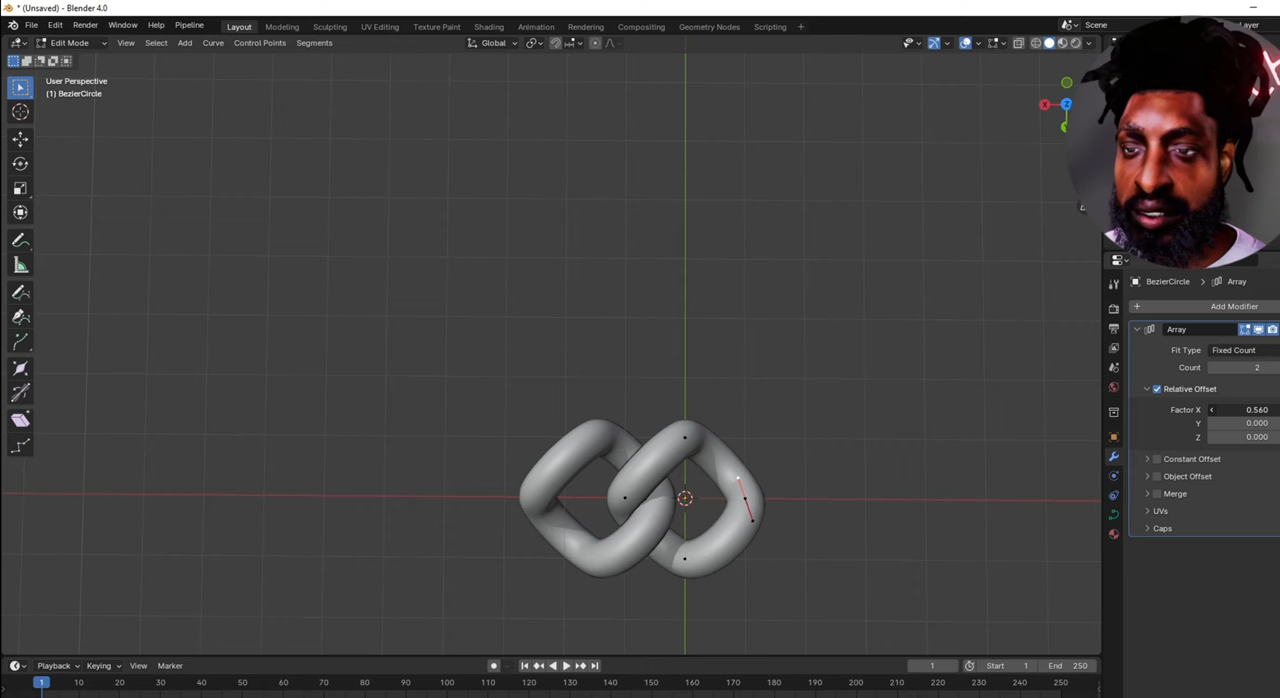 * (Unsaved) - Blender 4.0
File Edit Render Window Help Pipeline Layout Modeling Sculpting UV Editing Texture Paint Shading Animation Rendering Compositing Geometry Nodes Scripting + Scene Layer
Edit Mode View Select Add Curve Control Points Segments Global
User Perspective
(1) BezierCircle
X Z
BezierCircle > Array
+ Add Modifier
Array
Fit Type Fixed Count
Count 2
Relative Offset
Factor X 0.560
Y 0.000
Z 0.000
Constant Offset
Object Offset
Merge
UVs
Caps
Playback Keying View Marker 1 Start 1 End 250
1 10 20 30 40 50 60 70 80 90 100 110 120 130 140 150 160 170 180 190 200 210 220 230 240 250